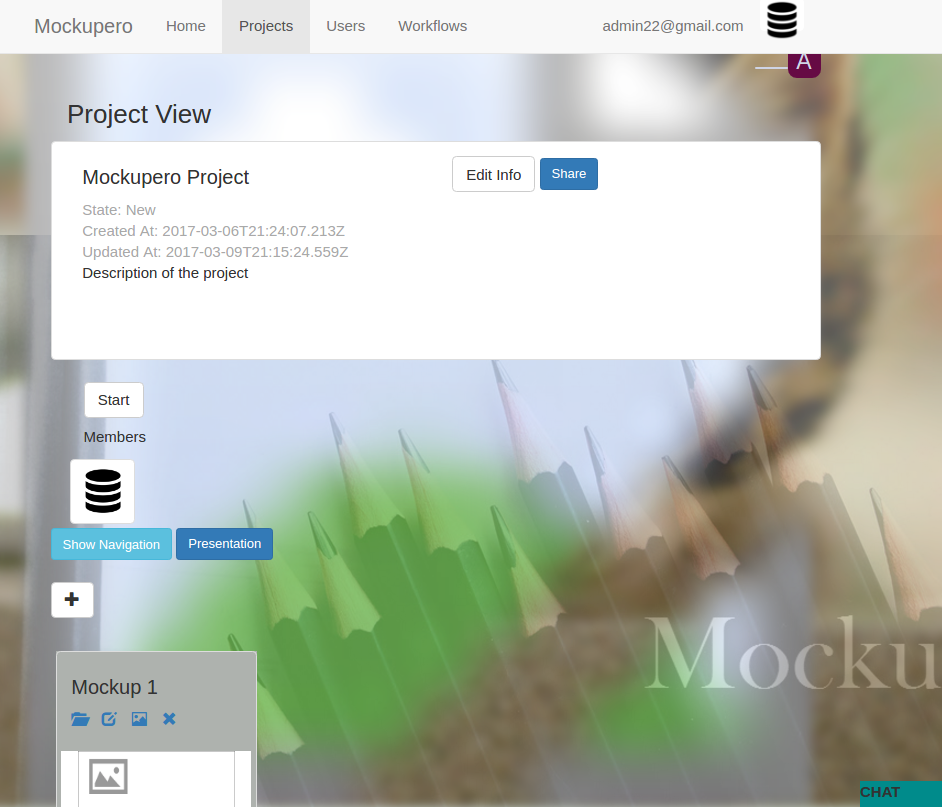 Mockupero Home Projects Users Workflows admin22@gmail.com
A
Project View
Mockupero Project Edit Info Share
State: New
Created At: 2017-03-06T21:24:07.213Z
Updated At: 2017-03-09T21:15:24.559Z
Description of the project
Start
Members
Show Navigation Presentation
Mocku
Mockup 1
CHAT